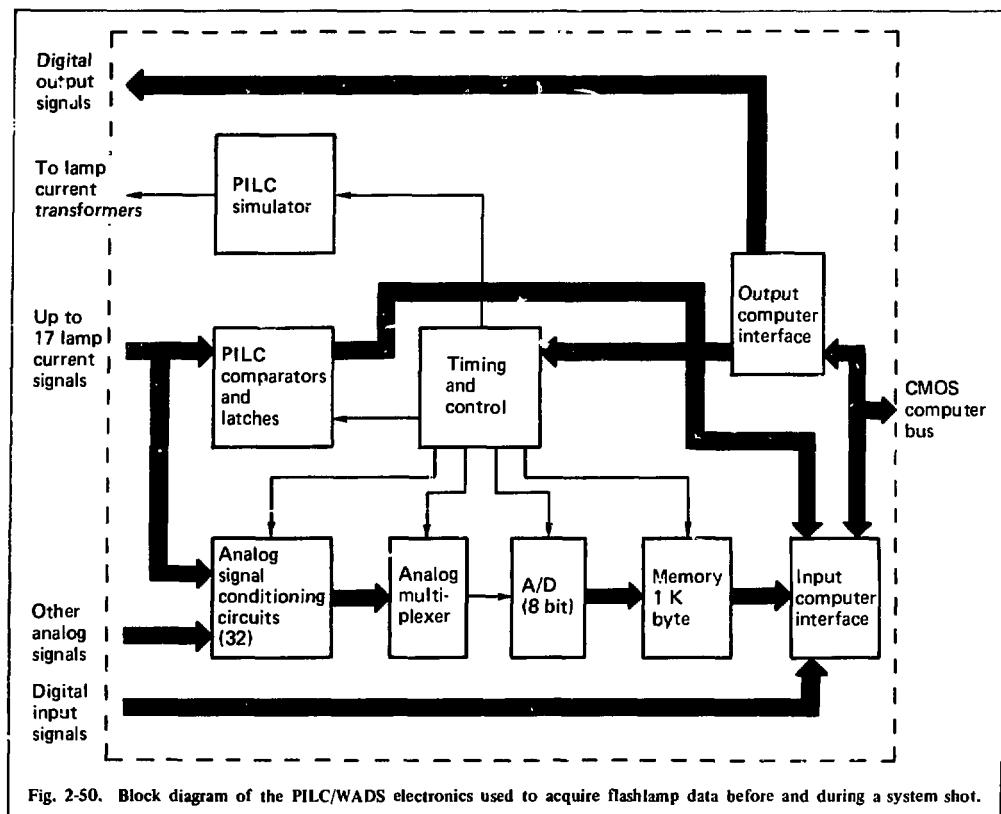 Digital
output
signals
To lamp
current
transformers
PILC
simulator
Up to
17 lamp
current
signals
PILC
comparators
and
latches
Timing
and
control
Output
computer
interface
CMOS
computer
bus
Analog
signal
conditioning
circuits
(32)
Analog
multi-
plexer
A/D
(8 bit)
Memory
1 K
byte
Input
computer
interface
Other
analog
signals
Digital
input
signals
Fig. 2-50. Block diagram of the PILC/WADS electronics used to acquire flashlamp data before and during a system shot.